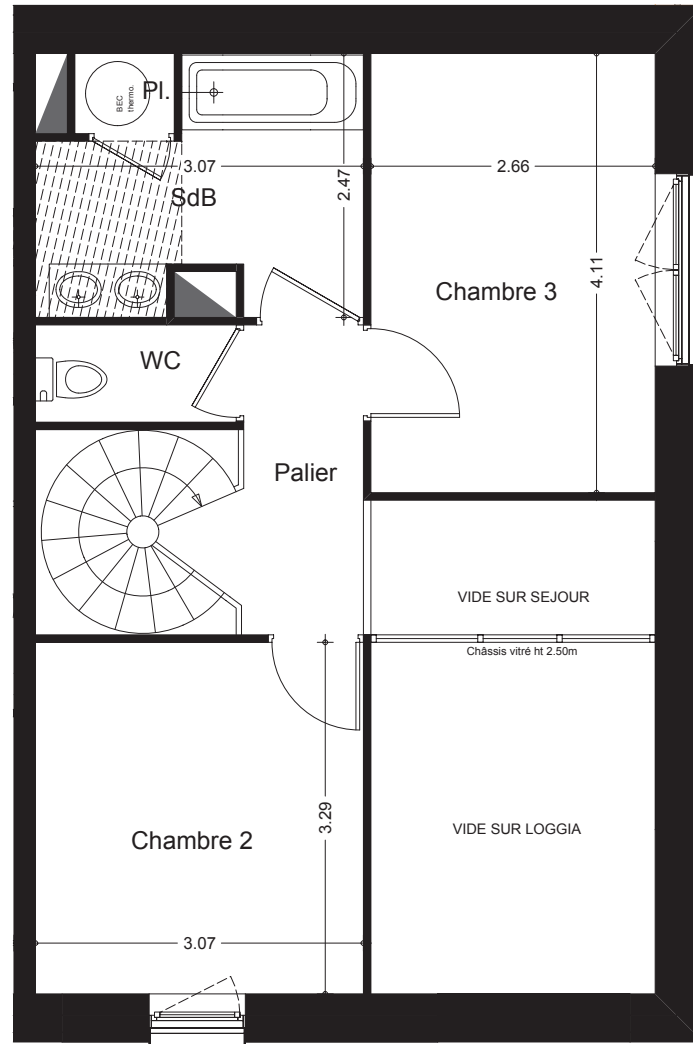 BEC
thermo.
Pl.
3.07
2.66
SdB
2.47
4.11
Chambre 3
WC
Palier
VIDE SUR SEJOUR
Châssis vitré ht 2.50m
3.29
VIDE SUR LOGGIA
Chambre 2
3.07